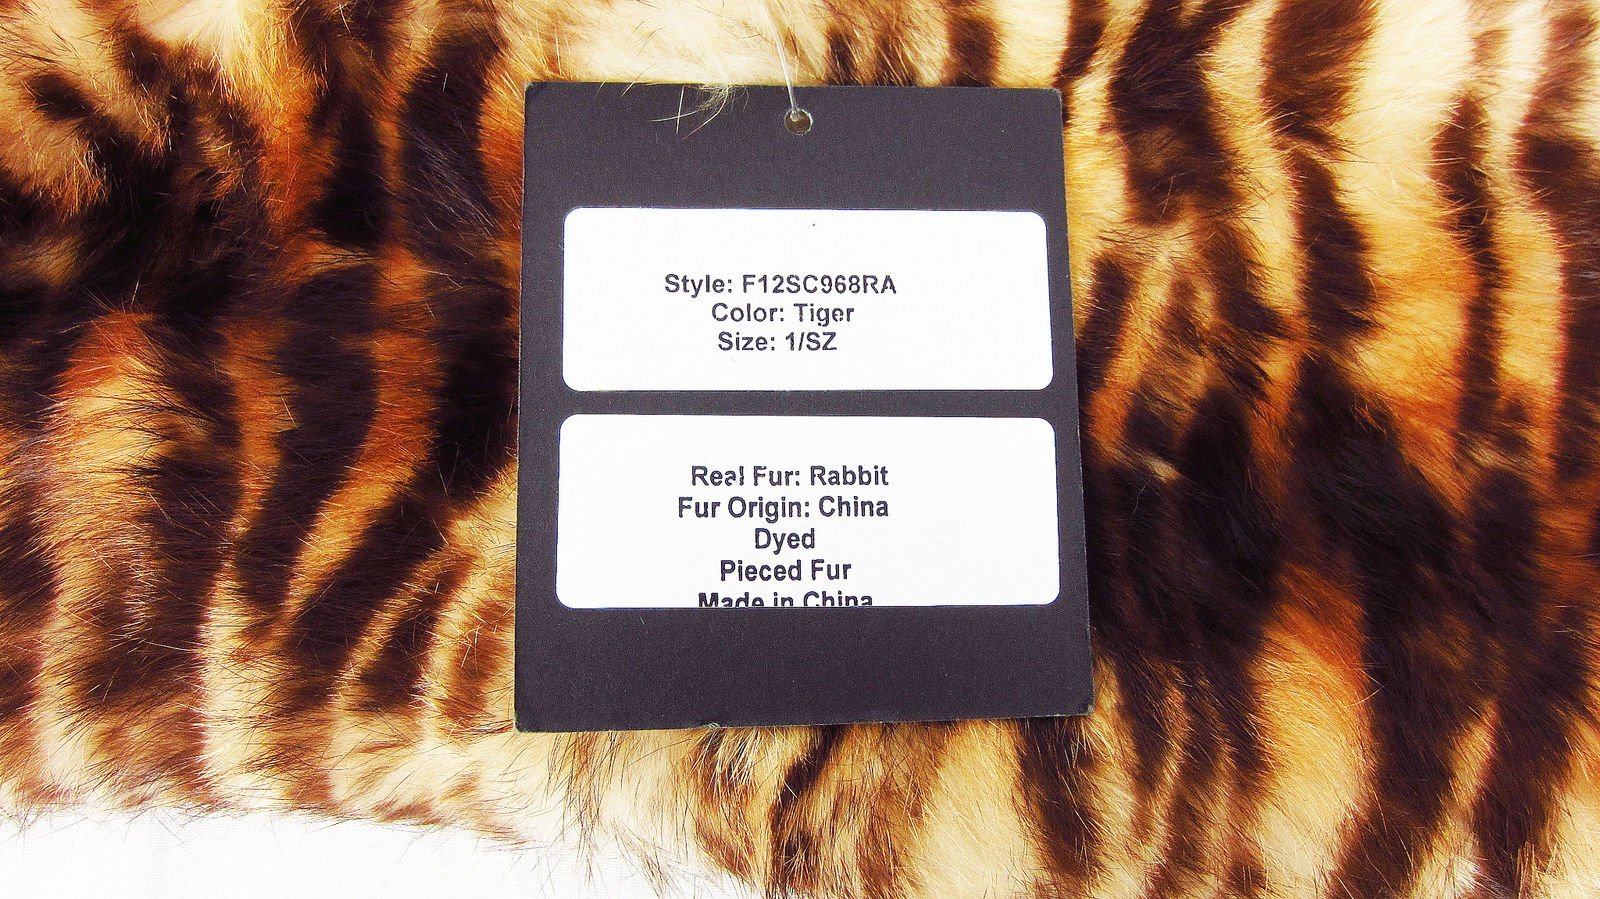 Style: F12SC968RA
Color: Tiger
Size: 1/SZ
Real Fur: Rabbit
Fur Origin: China
Dyed
Pieced Fur
Made in China